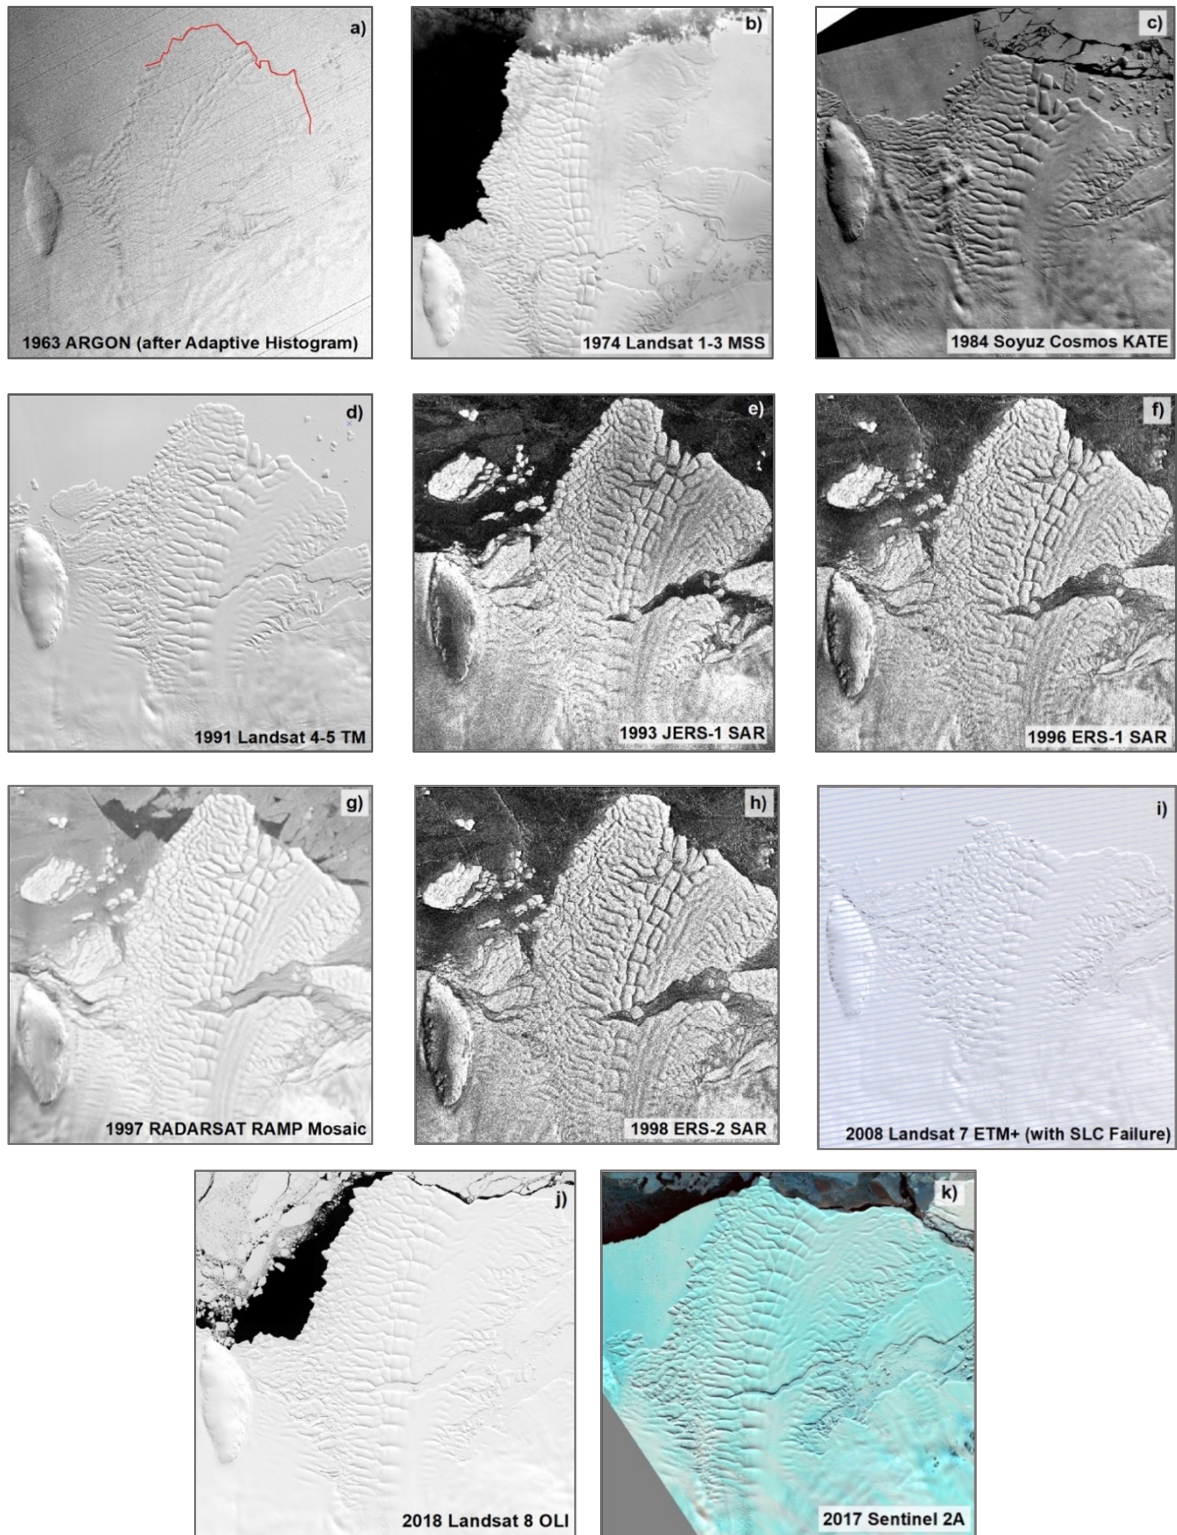 a)
1963 ARGON (after Adaptive Histogram)
b)
1974 Landsat 1-3 MSS
c)
1984 Soyuz Cosmos KATE
d)
1991 Landsat 4-5 TM
e)
1993 JERS-1 SAR
f)
1996 ERS-1 SAR
g)
1997 RADARSAT RAMP Mosaic
h)
1998 ERS-2 SAR
i)
2008 Landsat 7 ETM+ (with SLC Failure)
j)
2018 Landsat 8 OLI
k)
2017 Sentinel 2A